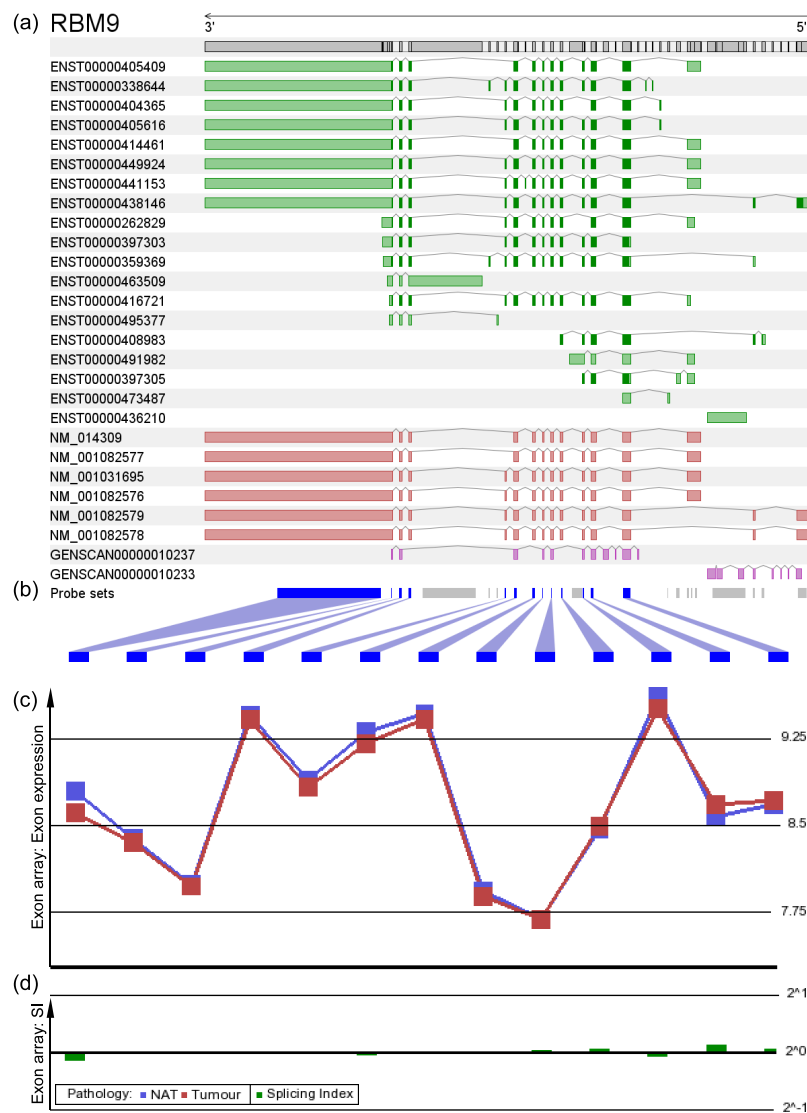 (a) RBM9
3' 5'
ENST00000405409
ENST00000338644
ENST00000404365
ENST00000405616
ENST00000414461
ENST00000449924
ENST00000441153
ENST00000438146
ENST00000262829
ENST00000397303
ENST00000359369
ENST00000463509
ENST00000416721
ENST00000495377
ENST00000408983
ENST00000491982
ENST00000397305
ENST00000473487
ENST00000436210
NM_014309
NM_001082577
NM_001031695
NM_001082576
NM_001082579
NM_001082578
GENSCAN00000010237
GENSCAN00000010233
(b) Probe sets
(c)
Exon array: Exon expression
9.25
8.5
7.75
(d)
Exon array: SI
2^1
2^0
2^-1
Pathology: NAT Tumour Splicing Index